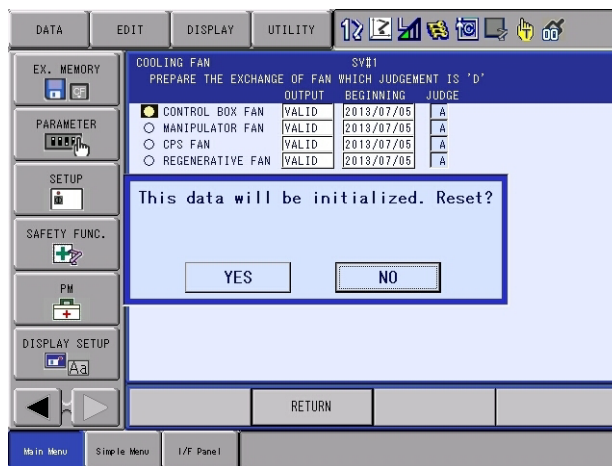 DATA EDIT DISPLAY UTILITY
EX. MEMORY
CF
PARAMETER
SETUP
SAFETY FUNC.
PM
DISPLAY SETUP
Aa
COOLING FAN SV#1
PREPARE THE EXCHANGE OF FAN WHICH JUDGEMENT IS 'D'
OUTPUT BEGINNING JUDGE
CONTROL BOX FAN VALID 2013/07/05 A
MANIPULATOR FAN VALID 2013/07/05 A
CPS FAN VALID 2013/07/05 A
REGENERATIVE FAN VALID 2013/07/05 A
This data will be initialized. Reset?
YES NO
RETURN
Main Menu Simple Menu I/F Panel